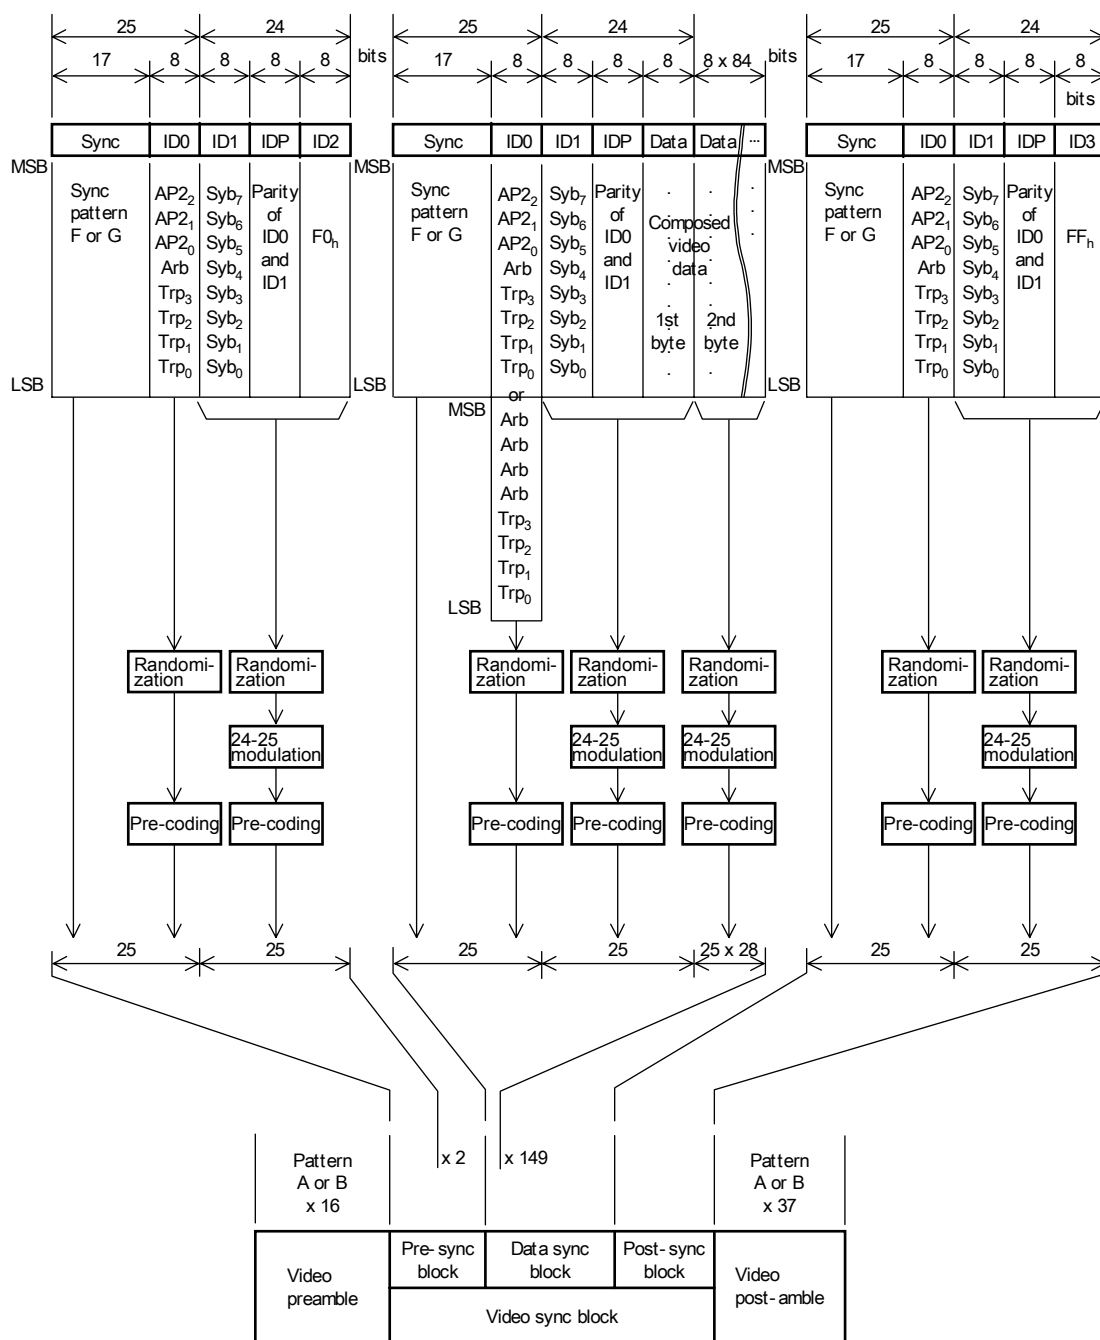 25 24 25 24 25 24
17 8 8 8 8 bits 17 8 8 8 8 8 x 84 bits 17 8 8 8 8
bits
Sync ID0 ID1 IDP ID2 Sync ID0 ID1 IDP Data Data ... Sync ID0 ID1 IDP ID3
MSB MSB MSB
Sync pattern F or G
AP2₂
AP2₁
AP2₀
Arb
Trp₃
Trp₂
Trp₁
Trp₀
Syb₇
Syb₆
Syb₅
Syb₄
Syb₃
Syb₂
Syb₁
Syb₀
Parity
of
ID0
and
ID1
F0ₕ
Sync
pattern
F or G
AP2₂
AP2₁
AP2₀
Arb
Trp₃
Trp₂
Trp₁
Trp₀
or
MSB
Arb
Arb
Arb
Arb
Trp₃
Trp₂
Trp₁
Trp₀
LSB
Syb₇
Syb₆
Syb₅
Syb₄
Syb₃
Syb₂
Syb₁
Syb₀
Parity
of
ID0
and
ID1
Composed
video
data
1st
byte
2nd
byte
Sync
pattern
F or G
AP2₂
AP2₁
AP2₀
Arb
Trp₃
Trp₂
Trp₁
Trp₀
Syb₇
Syb₆
Syb₅
Syb₄
Syb₃
Syb₂
Syb₁
Syb₀
Parity
of
ID0
and
ID1
FFₕ
LSB LSB LSB
Randomi- Randomi- Randomi- Randomi- Randomi- Randomi- Randomi-
zation zation zation zation zation zation zation
24-25 24-25 24-25 24-25
modulation modulation modulation modulation
Pre-coding Pre-coding Pre-coding Pre-coding Pre-coding Pre-coding Pre-coding
25 25 25 25 25 x 28 25 25
x 2 x 149
Pattern
A or B
x 16
Pattern
A or B
x 37
Video
preamble
Pre-sync
block
Data sync
block
Post-sync
block
Video sync block
Video
post-amble